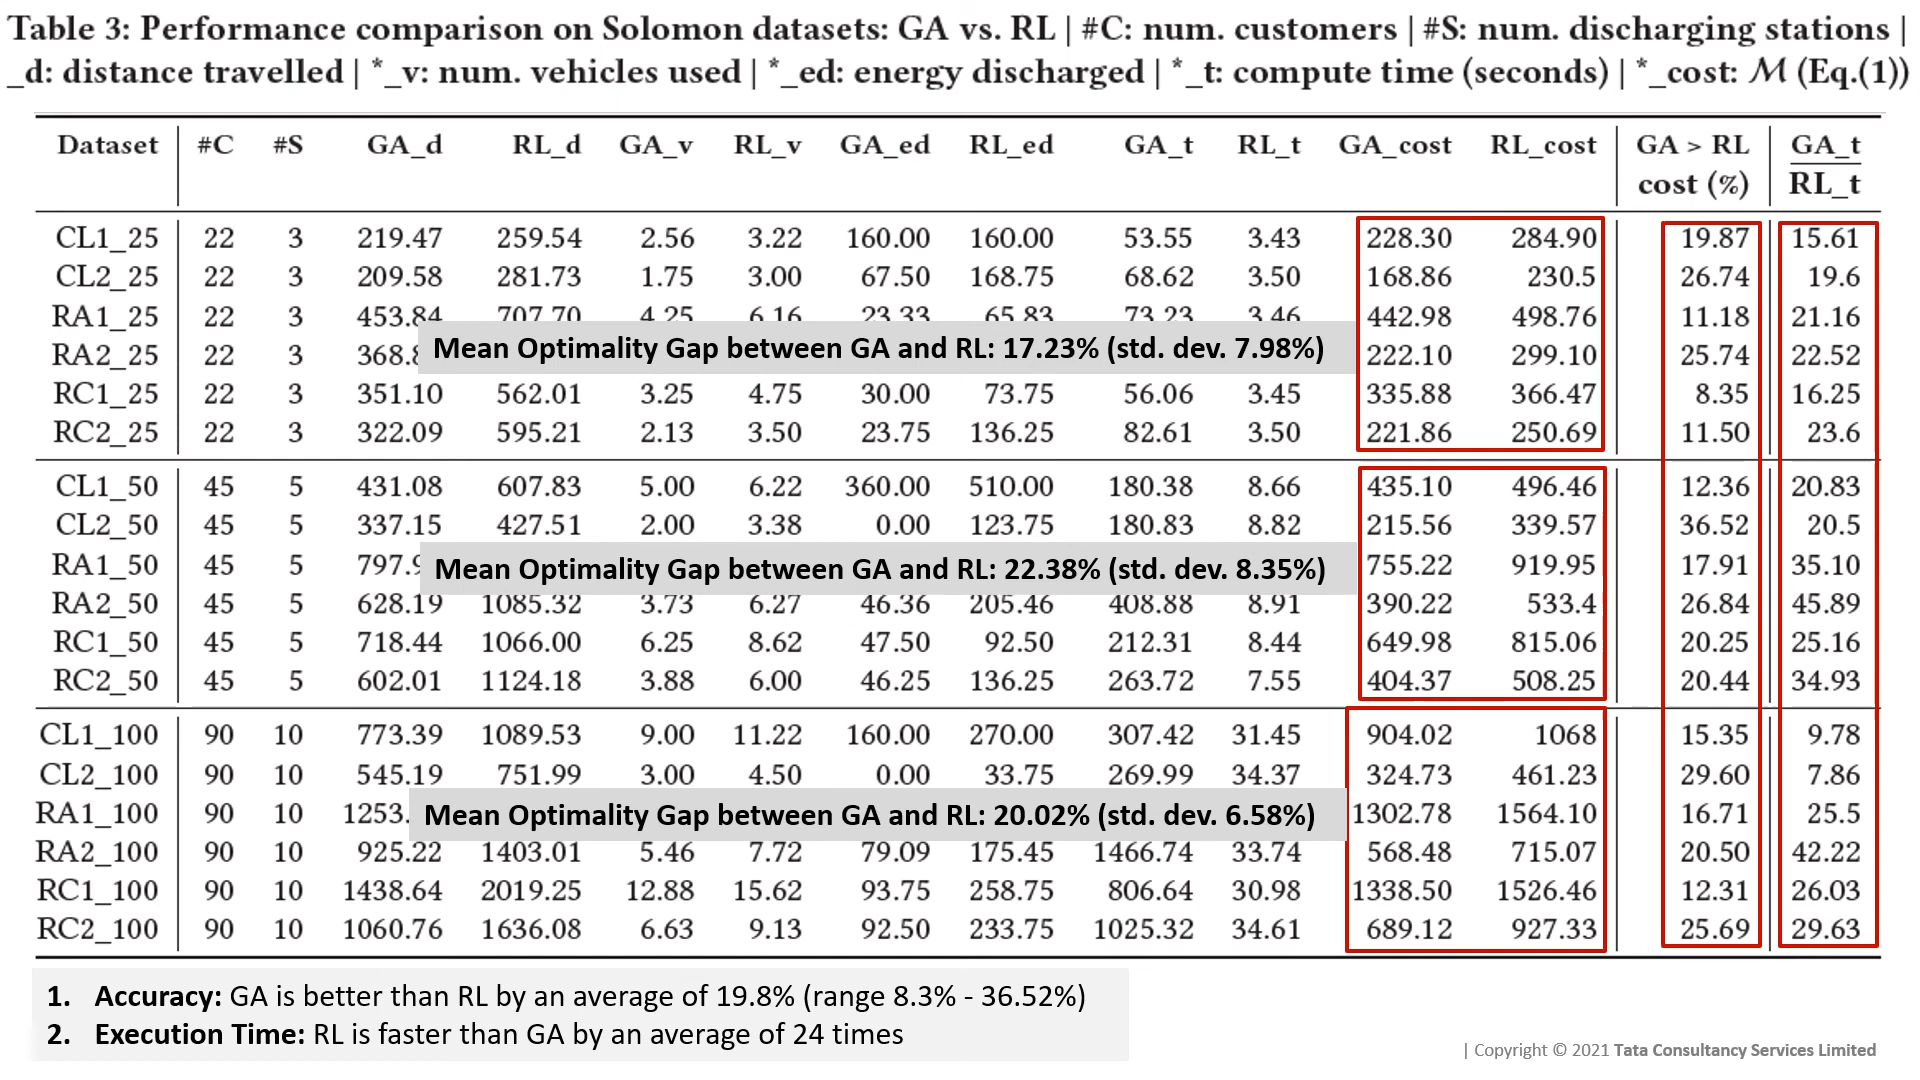 Table 3: Performance comparison on Solomon datasets: GA vs. RL | #C: num. customers | #S: num. discharging stations |
_d: distance travelled | *_v: num. vehicles used | *_ed: energy discharged | *_t: compute time (seconds) | *_cost: ℳ (Eq.(1))
Dataset #C #S GA_d RL_d GA_v RL_v GA_ed RL_ed GA_t RL_t GA_cost RL_cost GA > RL GA_t
cost (%) RL_t
CL1_25 22 3 219.47 259.54 2.56 3.22 160.00 160.00 53.55 3.43 228.30 284.90 19.87 15.61
CL2_25 22 3 209.58 281.73 1.75 3.00 67.50 168.75 68.62 3.50 168.86 230.5 26.74 19.6
RA1_25 22 3 453.84 707.70 4.25 6.16 23.33 65.83 73.23 3.46 442.98 498.76 11.18 21.16
RA2_25 22 3 368.8 222.10 299.10 25.74 22.52
Mean Optimality Gap between GA and RL: 17.23% (std. dev. 7.98%)
RC1_25 22 3 351.10 562.01 3.25 4.75 30.00 73.75 56.06 3.45 335.88 366.47 8.35 16.25
RC2_25 22 3 322.09 595.21 2.13 3.50 23.75 136.25 82.61 3.50 221.86 250.69 11.50 23.6
CL1_50 45 5 431.08 607.83 5.00 6.22 360.00 510.00 180.38 8.66 435.10 496.46 12.36 20.83
CL2_50 45 5 337.15 427.51 2.00 3.38 0.00 123.75 180.83 8.82 215.56 339.57 36.52 20.5
RA1_50 45 5 797.9 755.22 919.95 17.91 35.10
Mean Optimality Gap between GA and RL: 22.38% (std. dev. 8.35%)
RA2_50 45 5 628.19 1085.32 3.73 6.27 46.36 205.46 408.88 8.91 390.22 533.4 26.84 45.89
RC1_50 45 5 718.44 1066.00 6.25 8.62 47.50 92.50 212.31 8.44 649.98 815.06 20.25 25.16
RC2_50 45 5 602.01 1124.18 3.88 6.00 46.25 136.25 263.72 7.55 404.37 508.25 20.44 34.93
CL1_100 90 10 773.39 1089.53 9.00 11.22 160.00 270.00 307.42 31.45 904.02 1068 15.35 9.78
CL2_100 90 10 545.19 751.99 3.00 4.50 0.00 33.75 269.99 34.37 324.73 461.23 29.60 7.86
RA1_100 90 10 1253. 1302.78 1564.10 16.71 25.5
Mean Optimality Gap between GA and RL: 20.02% (std. dev. 6.58%)
RA2_100 90 10 925.22 1403.01 5.46 7.72 79.09 175.45 1466.74 33.74 568.48 715.07 20.50 42.22
RC1_100 90 10 1438.64 2019.25 12.88 15.62 93.75 258.75 806.64 30.98 1338.50 1526.46 12.31 26.03
RC2_100 90 10 1060.76 1636.08 6.63 9.13 92.50 233.75 1025.32 34.61 689.12 927.33 25.69 29.63
1. Accuracy: GA is better than RL by an average of 19.8% (range 8.3% - 36.52%)
2. Execution Time: RL is faster than GA by an average of 24 times
| Copyright © 2021 Tata Consultancy Services Limited